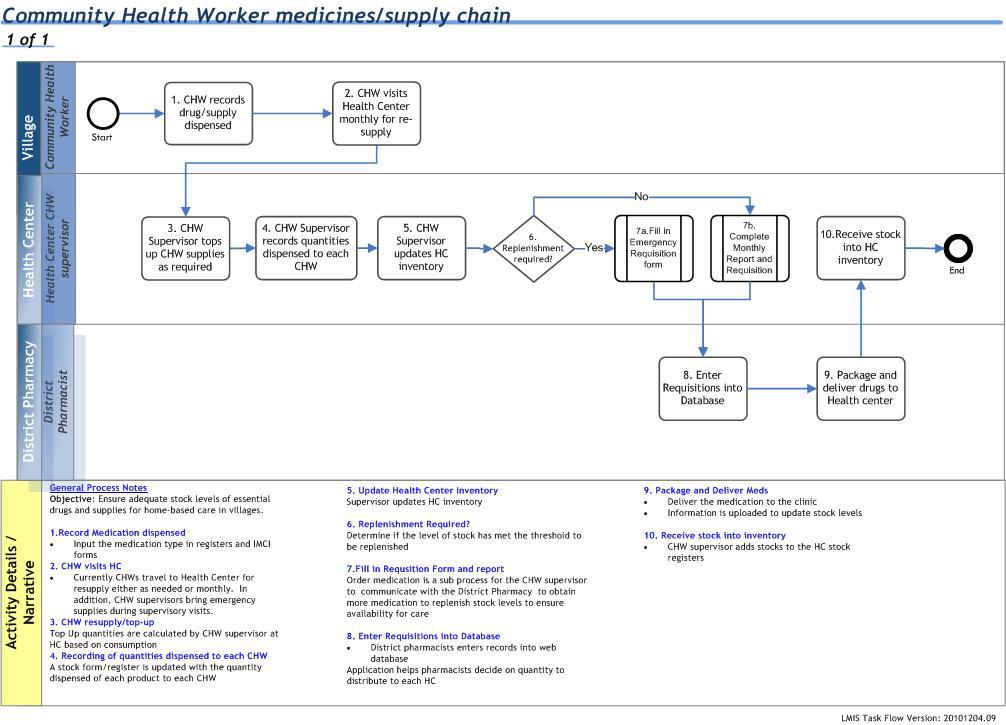 Community Health Worker medicines/supply chain
1 of 1
Village
Community Health
Worker
Start
1. CHW records
drug/supply
dispensed
2. CHW visits
Health Center
monthly for re-
supply
Health Center
Health Center CHW
supervisor
3. CHW
Supervisor tops
up CHW supplies
as required
4. CHW Supervisor
records quantities
dispensed to each
CHW
5. CHW
Supervisor
updates HC
inventory
6.
Replenishment
required?
No
Yes
7a.Fill in
Emergency
Requisition
form
7b.
Complete
Monthly
Report and
Requisition
10.Receive stock
into HC
inventory
End
District Pharmacy
District
Pharmacist
8. Enter
Requisitions into
Database
9. Package and
deliver drugs to
Health center
Activity Details /
Narrative
General Process Notes
Objective: Ensure adequate stock levels of essential
drugs and supplies for home-based care in villages.
1.Record Medication dispensed
• Input the medication type in registers and IMCI
forms
2. CHW visits HC
• Currently CHWs travel to Health Center for
resupply either as needed or monthly. In
addition, CHW supervisors bring emergency
supplies during supervisory visits.
3. CHW resupply/top-up
Top Up quantities are calculated by CHW supervisor at
HC based on consumption
4. Recording of quantities dispensed to each CHW
A stock form/register is updated with the quantity
dispensed of each product to each CHW
5. Update Health Center Inventory
Supervisor updates HC inventory
6. Replenishment Required?
Determine if the level of stock has met the threshold to
be replenished
7.Fill in Requsition Form and report
Order medication is a sub process for the CHW supervisor
to communicate with the District Pharmacy to obtain
more medication to replenish stock levels to ensure
availability for care
8. Enter Requisitions into Database
• District pharmacists enters records into web
database
Application helps pharmacists decide on quantity to
distribute to each HC
9. Package and Deliver Meds
• Deliver the medication to the clinic
• Information is uploaded to update stock levels
10. Receive stock into inventory
• CHW supervisor adds stocks to the HC stock
registers
LMIS Task Flow Version: 20101204.09